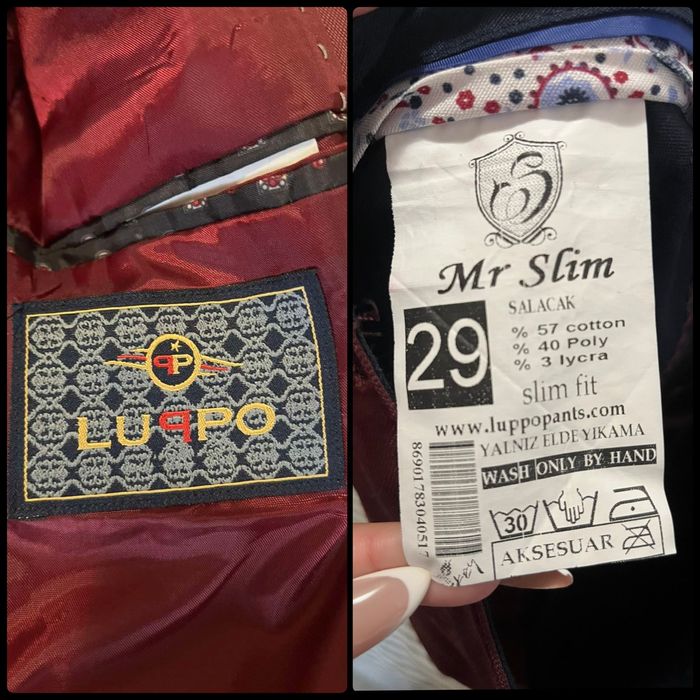 LUPPO
Mr Slim
SALACAK
29
% 57 cotton
% 40 Poly
% 3 lycra
slim fit
www.luppopants.com
YALNIZ ELDE YIKAMA
WASH ONLY BY HAND
8690178304051
30
AKSESUAR